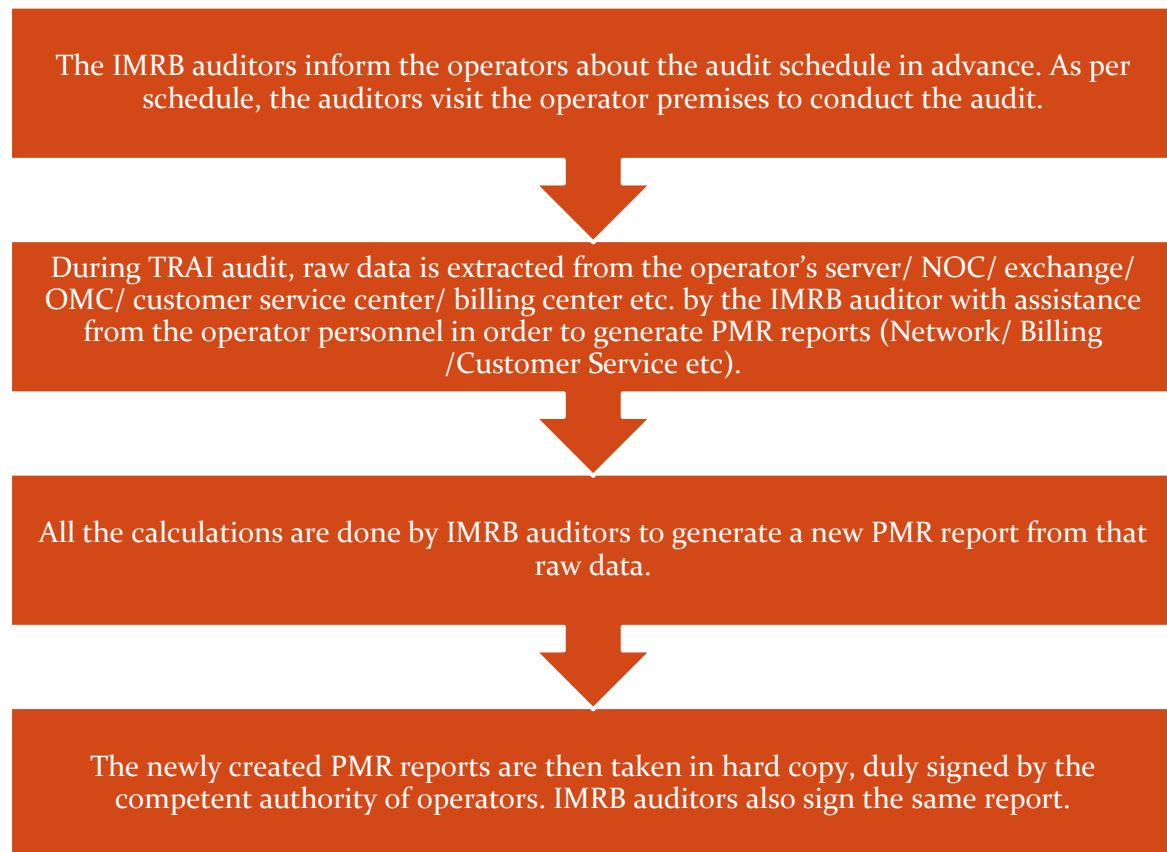 The IMRB auditors inform the operators about the audit schedule in advance. As per
schedule, the auditors visit the operator premises to conduct the audit.
During TRAI audit, raw data is extracted from the operator’s server/ NOC/ exchange/
OMC/ customer service center/ billing center etc. by the IMRB auditor with assistance
from the operator personnel in order to generate PMR reports (Network/ Billing
/Customer Service etc).
All the calculations are done by IMRB auditors to generate a new PMR report from that
raw data.
The newly created PMR reports are then taken in hard copy, duly signed by the
competent authority of operators. IMRB auditors also sign the same report.